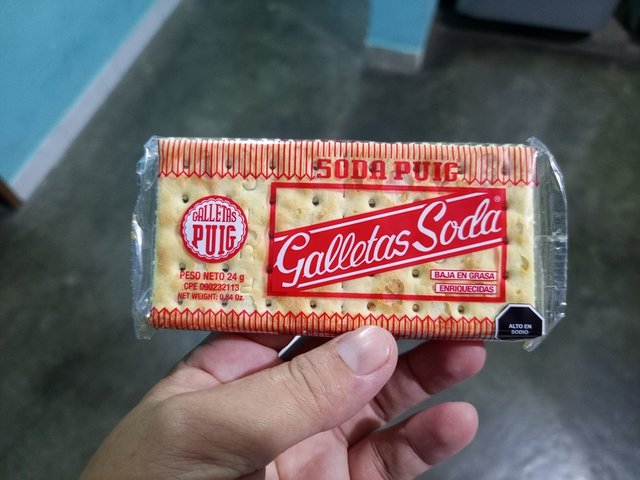 SODA PUIG
GALLETAS
PUIG
Galletas Soda®
PESO NETO 24 g
CPE 090232113
NET WEIGHT: 0.84 Oz.
BAJA EN GRASA
ENRIQUECIDAS
ALTO EN
SODIO